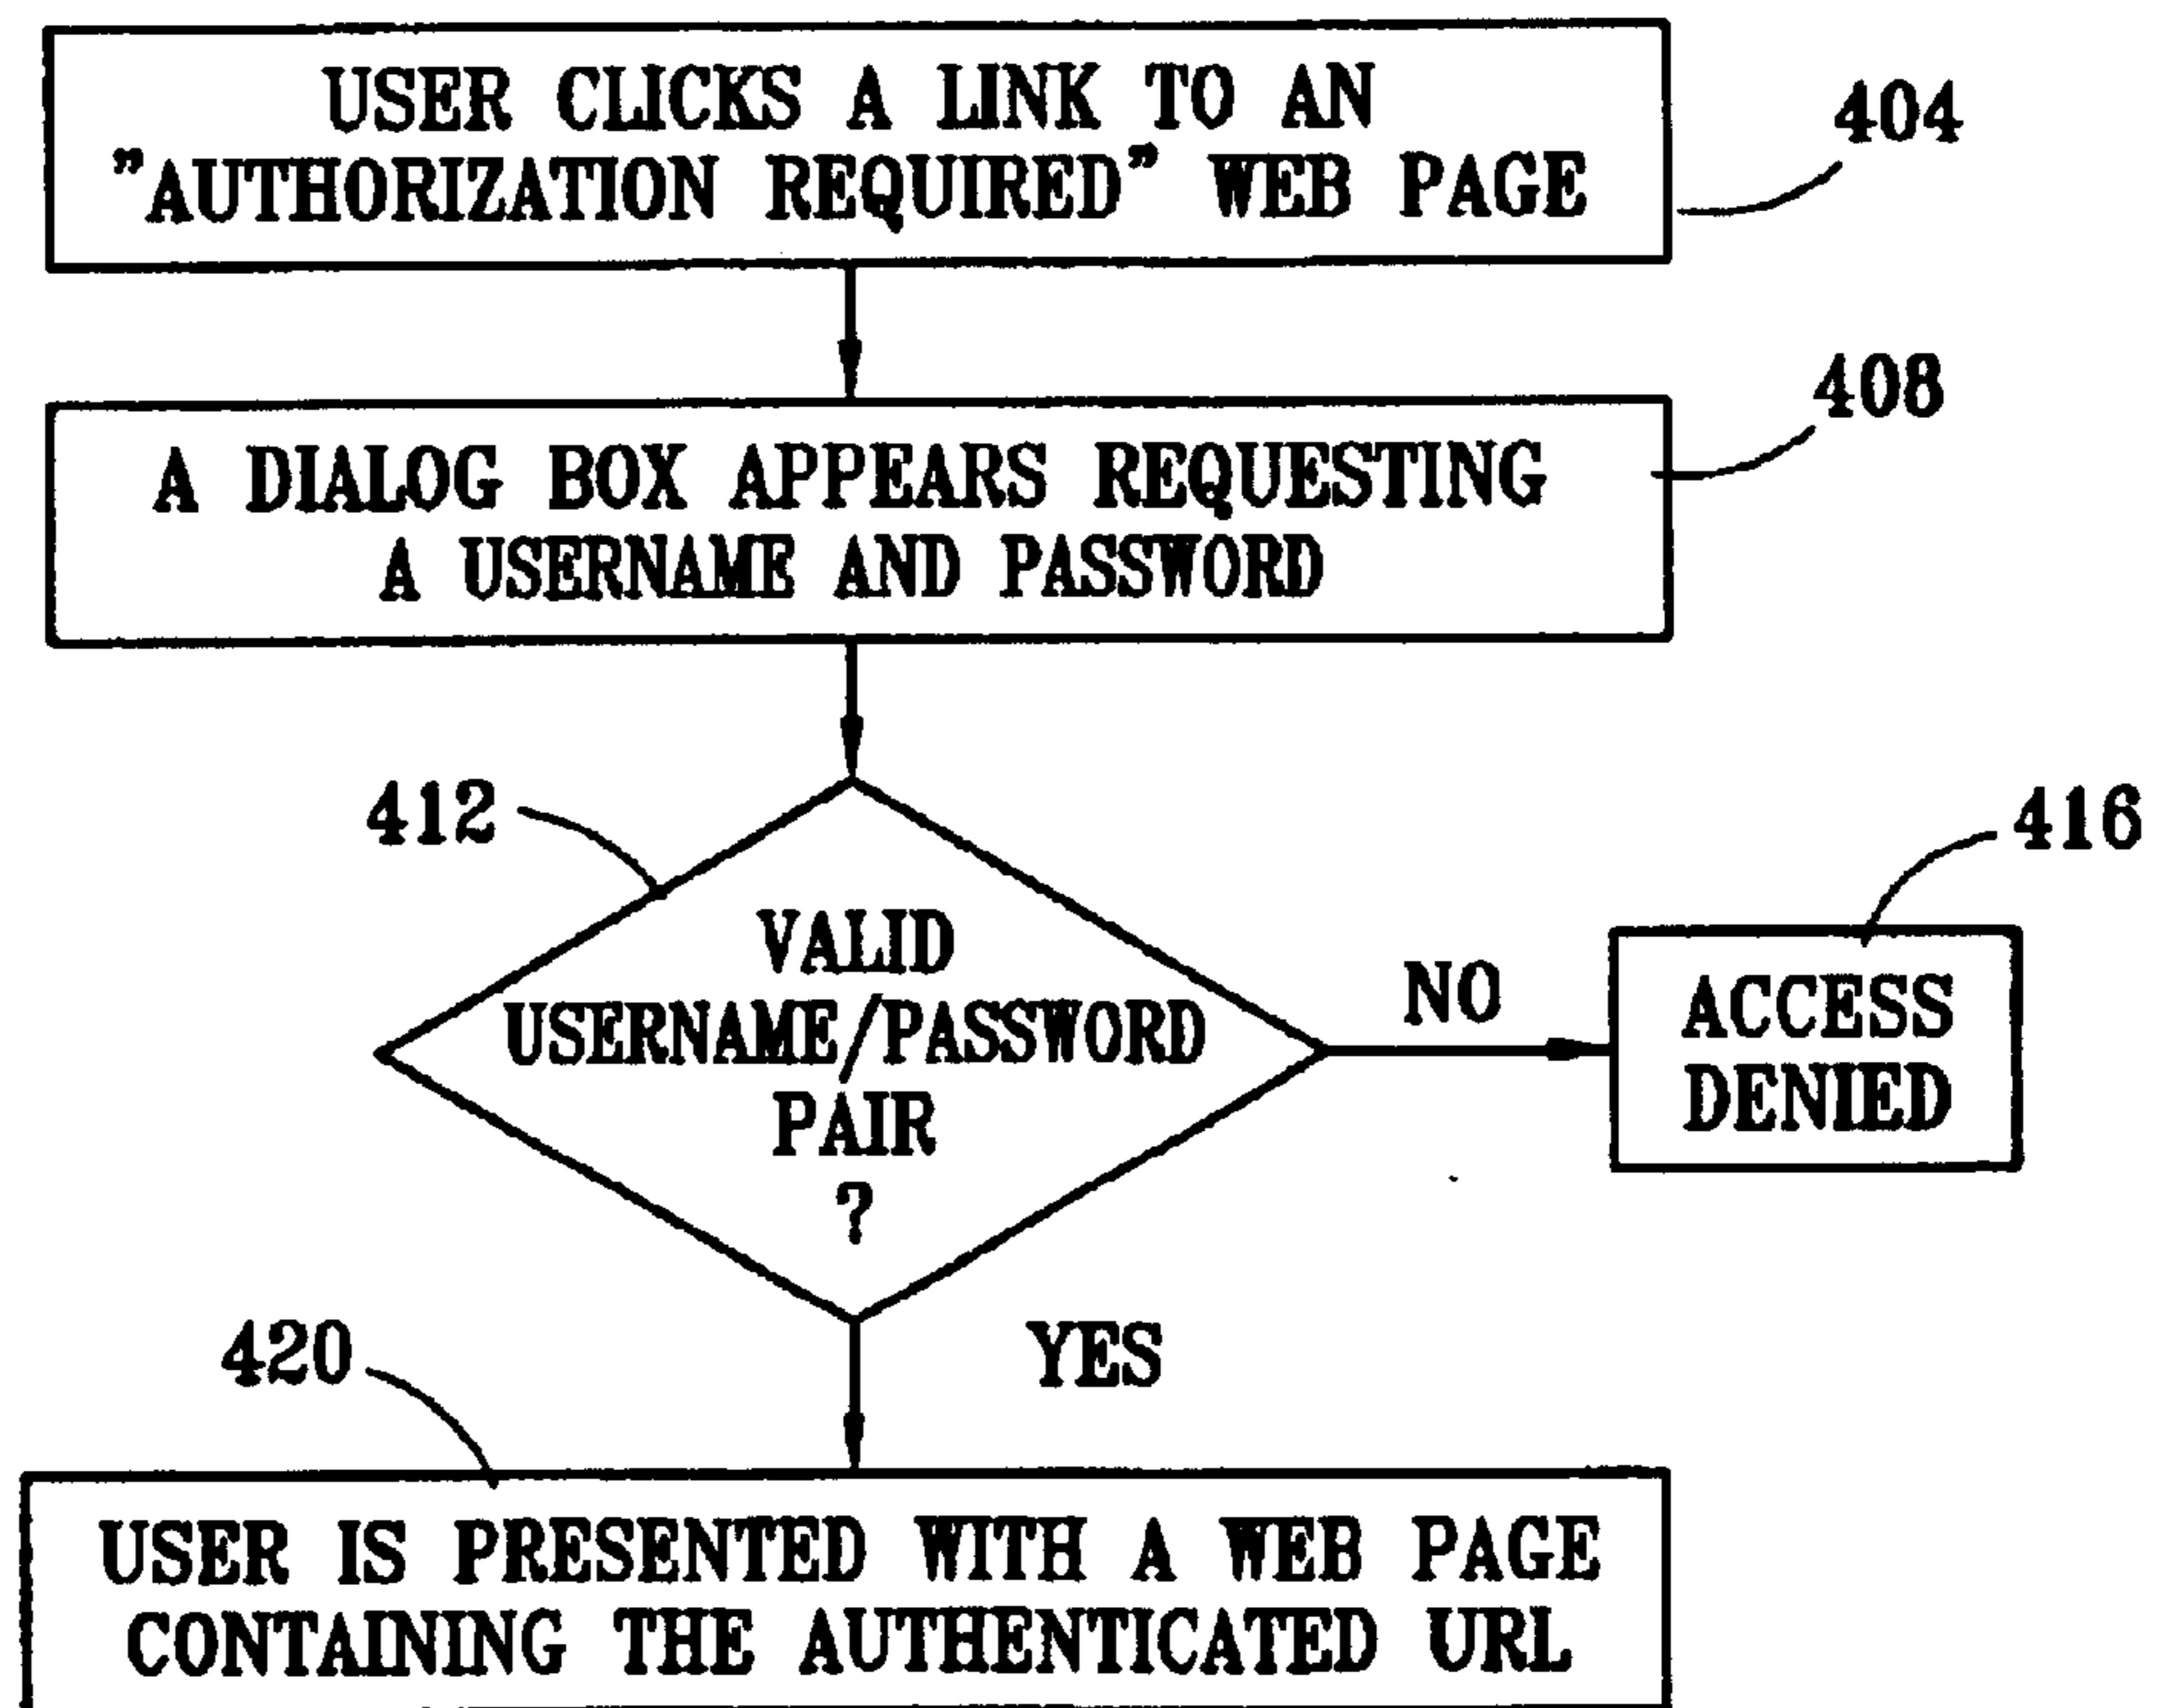 USER CLICKS A LINK TO AN
"AUTHORIZATION REQUIRED" WEB PAGE
404
A DIALOG BOX APPEARS REQUESTING
A USERNAME AND PASSWORD
408
412
VALID
USERNAME/PASSWORD
PAIR
?
NO
416
ACCESS
DENIED
YES
420
USER IS PRESENTED WITH A WEB PAGE
CONTAINING THE AUTHENTICATED URL